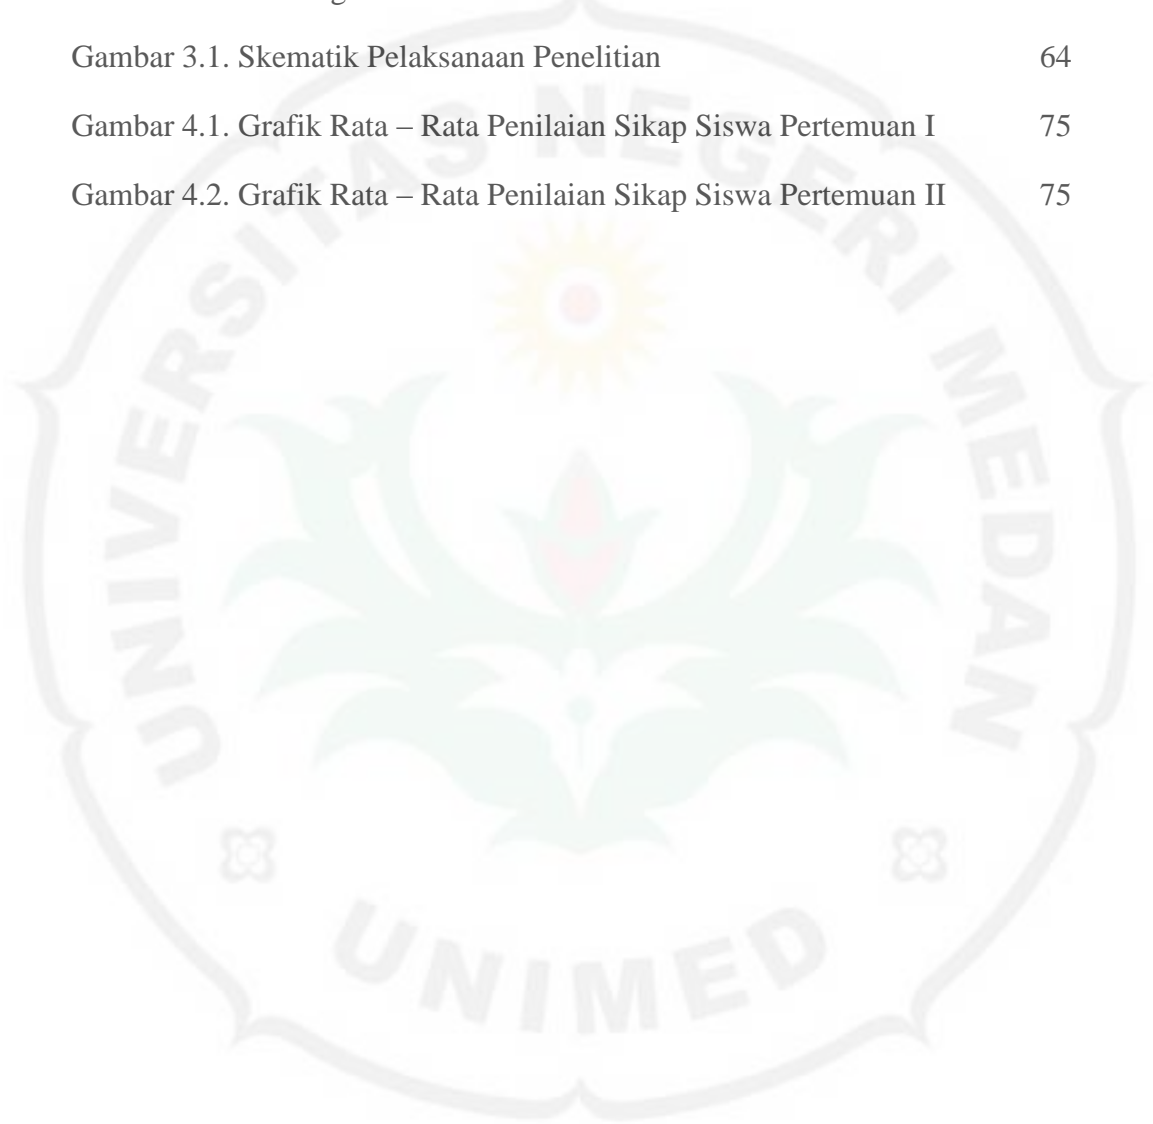 Gambar 3.1. Skematik Pelaksanaan Penelitian 64
Gambar 4.1. Grafik Rata – Rata Penilaian Sikap Siswa Pertemuan I 75
Gambar 4.2. Grafik Rata – Rata Penilaian Sikap Siswa Pertemuan II 75
UNIVERSITAS NEGERI MEDAN
UNIMED